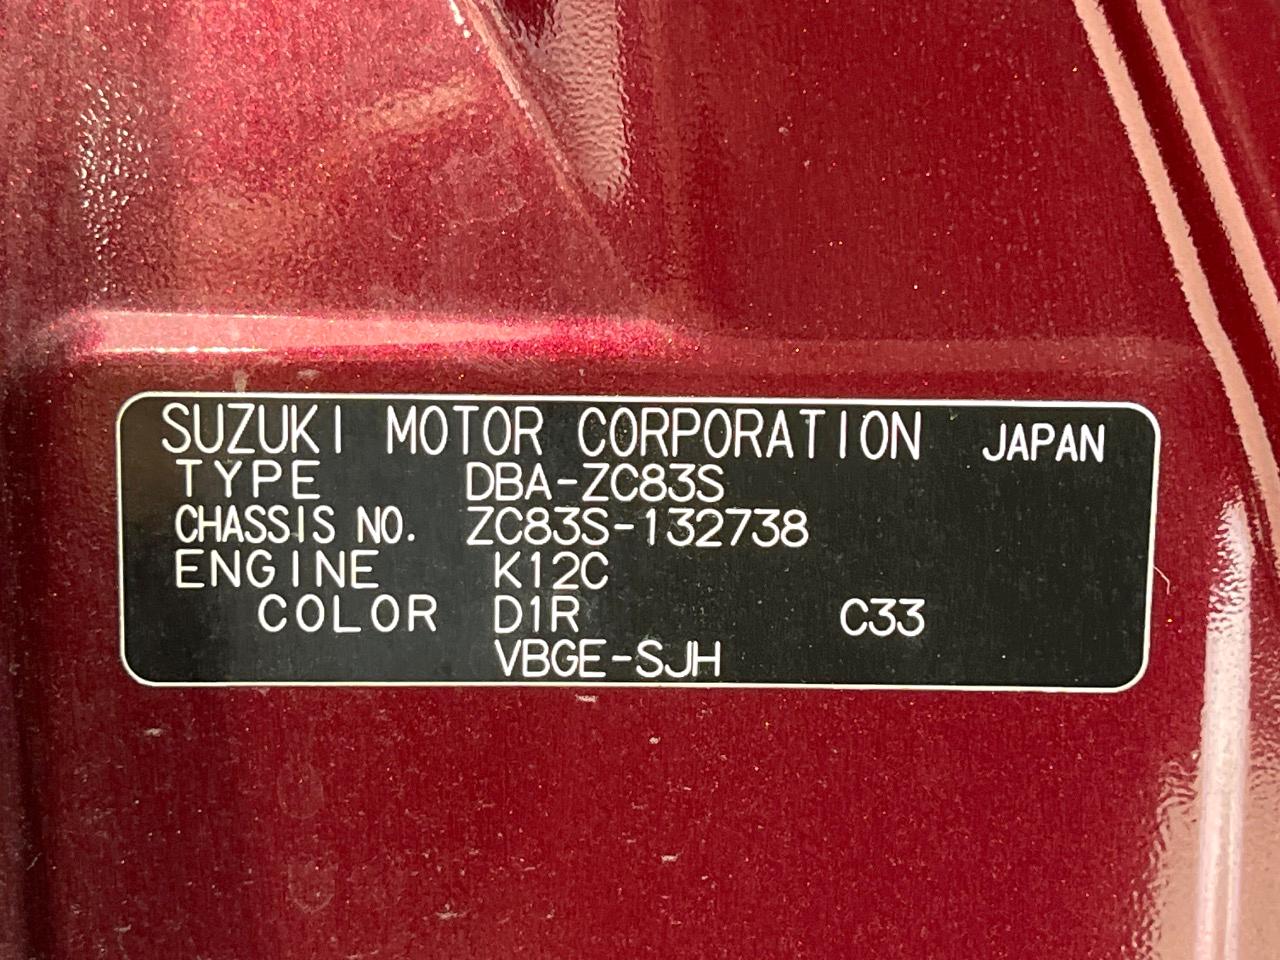 SUZUKI MOTOR CORPORATION JAPAN
TYPE DBA-ZC83S
CHASSIS NO. ZC83S-132738
ENGINE K12C
COLOR D1R C33
VBGE-SJH